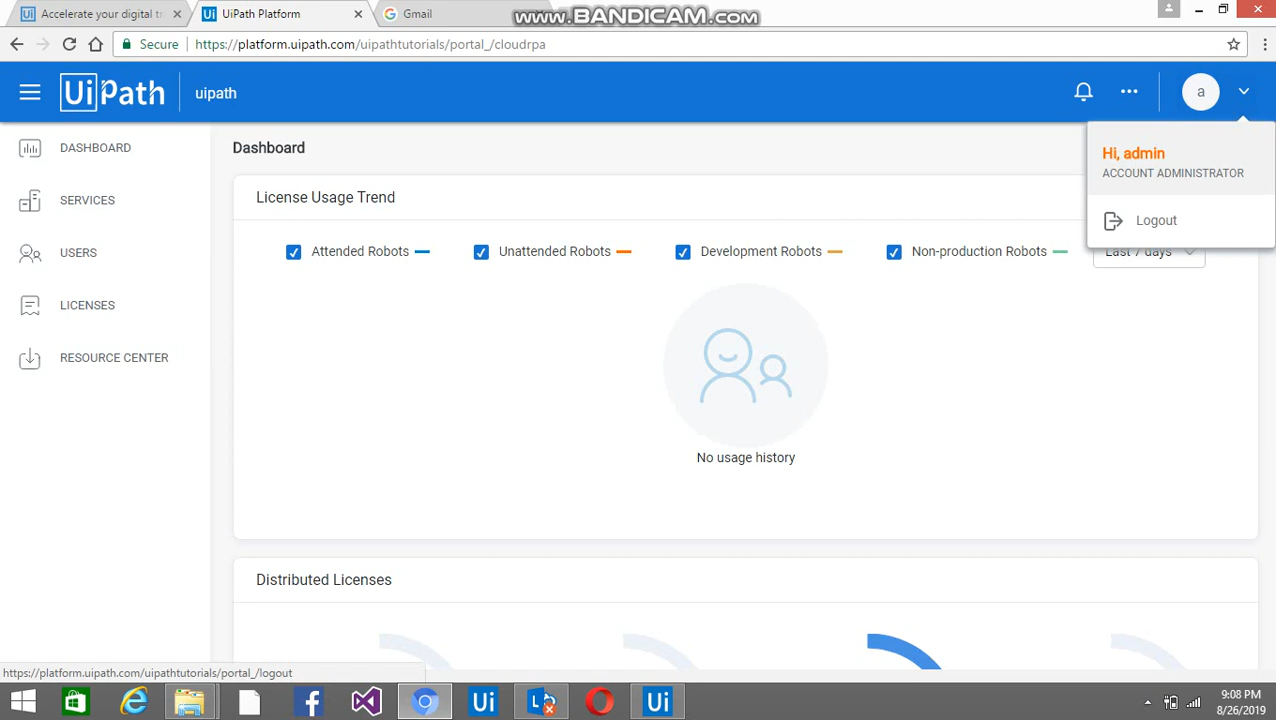 Accelerate your digital tr
UiPath Platform
Gmail
www.BANDICAM.com
Secure
https://platform.uipath.com/uipathtutorials/portal_/cloudrpa
UiPath
uipath
a
Hi, admin
ACCOUNT ADMINISTRATOR
Logout
DASHBOARD
SERVICES
USERS
LICENSES
RESOURCE CENTER
Dashboard
License Usage Trend
Attended Robots
Unattended Robots
Development Robots
Non-production Robots
Last 7 days
No usage history
Distributed Licenses
https://platform.uipath.com/uipathtutorials/portal_/logout
Ui
L
Ui
9:08 PM
8/26/2019